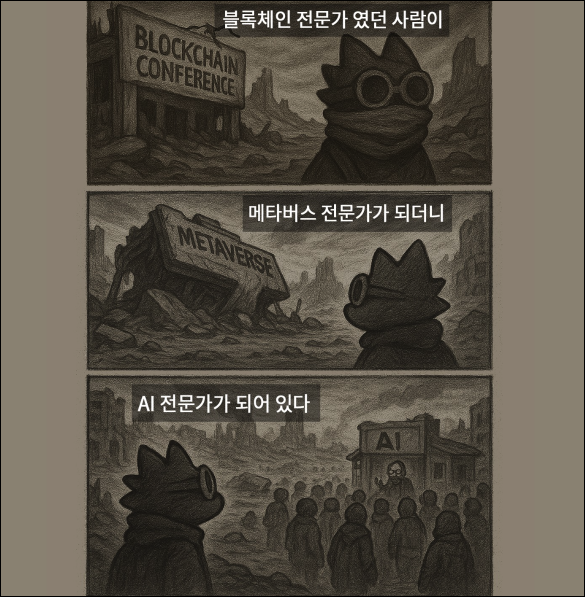 블록체인 전문가 였던 사람이
BLOCKCHAIN
CONFERENCE
메타버스 전문가가 되더니
METAVERSE
AI 전문가가 되어 있다
AI